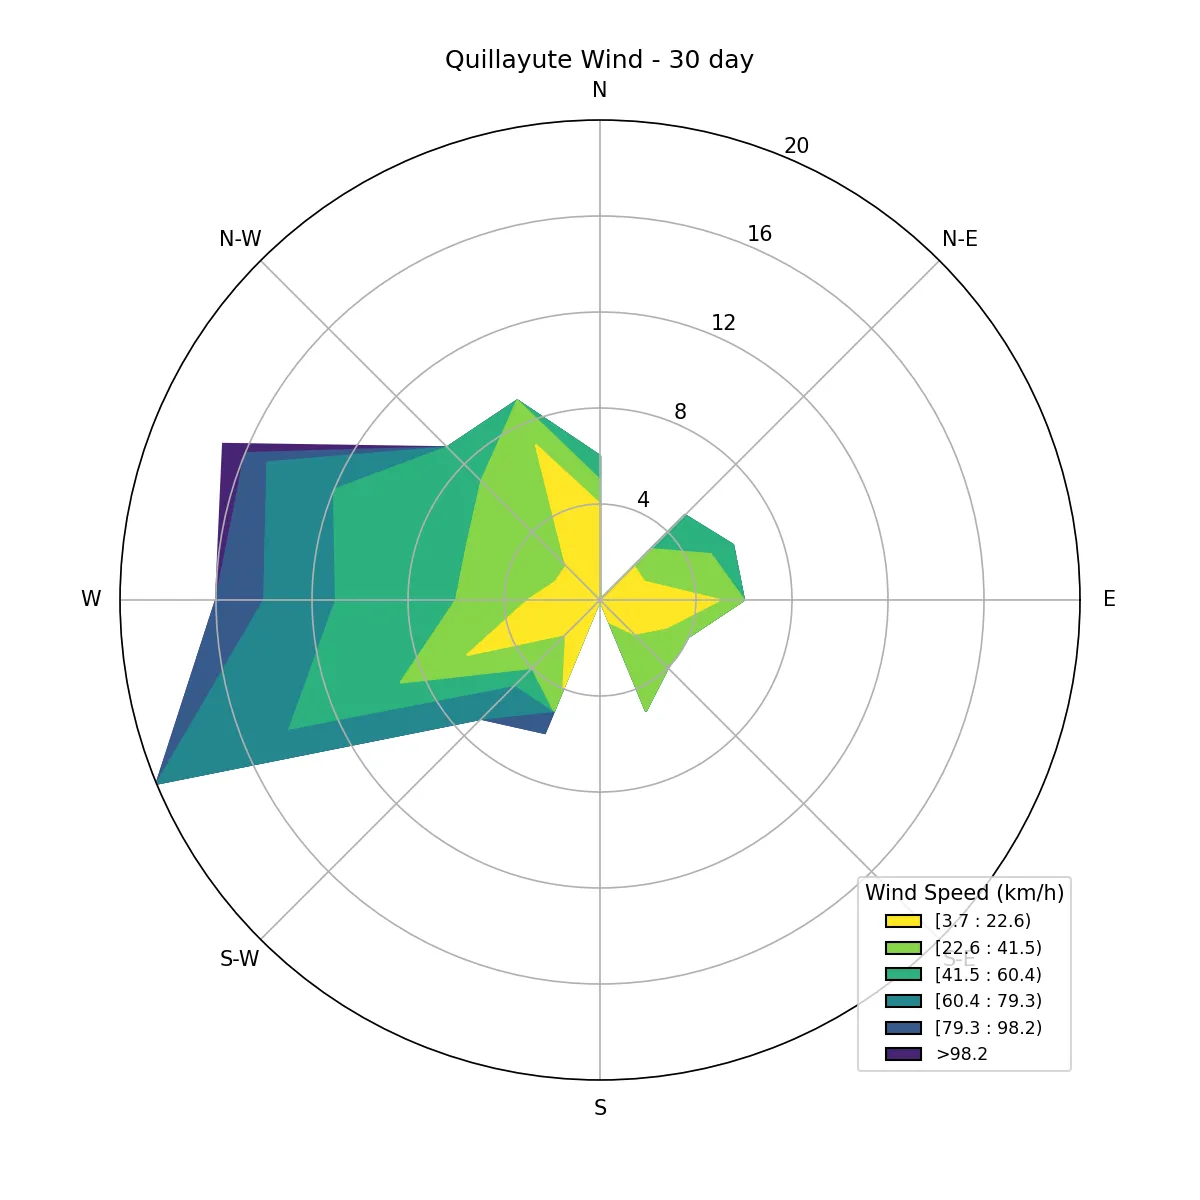 Quillayute Wind - 30 day
N
20
N-W
16
N-E
12
8
4
W
E
S-W
S-E
Wind Speed (km/h)
[3.7 : 22.6)
[22.6 : 41.5)
[41.5 : 60.4)
[60.4 : 79.3)
[79.3 : 98.2)
>98.2
S